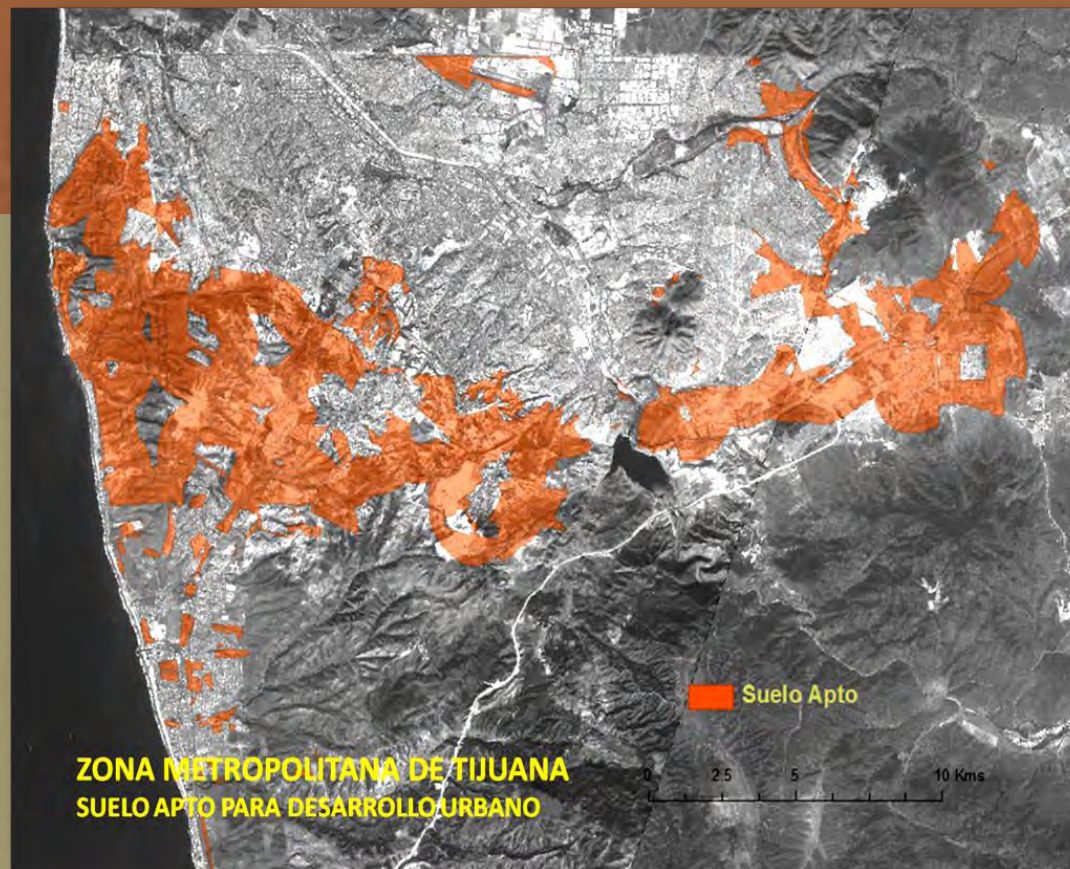 Suelo Apto
ZONA METROPOLITANA DE TIJUANA
SUELO APTO PARA DESARROLLO URBANO
0 2.5 5 10 Kms